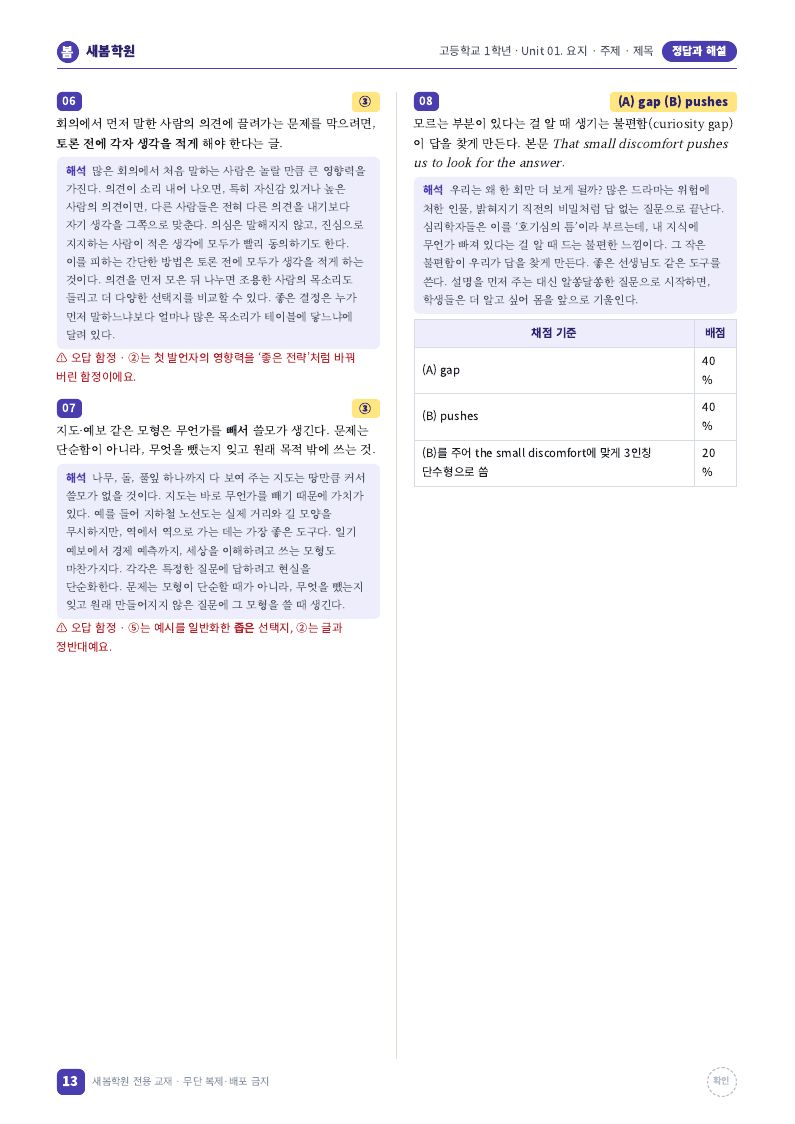 봄 새봄학원
고등학교 1학년 · Unit 01. 요지 · 주제 · 제목 정답과 해설
06 ③
회의에서 먼저 말한 사람의 의견에 끌려가는 문제를 막으려면,
토론 전에 각자 생각을 적게 해야 한다는 글.
해석 많은 회의에서 처음 말하는 사람은 놀랄 만큼 큰 영향력을
가진다. 의견이 소리 내어 나오면, 특히 자신감 있거나 높은
사람의 의견이면, 다른 사람들은 전혀 다른 의견을 내기보다
자기 생각을 그쪽으로 맞춘다. 의심은 말해지지 않고, 진심으로
지지하는 사람이 적은 생각에 모두가 빨리 동의하기도 한다.
이를 피하는 간단한 방법은 토론 전에 모두가 생각을 적게 하는
것이다. 의견을 먼저 모은 뒤 나누면 조용한 사람의 목소리도
들리고 더 다양한 선택지를 비교할 수 있다. 좋은 결정은 누가
먼저 말하느냐보다 얼마나 많은 목소리가 테이블에 닿느냐에
달려 있다.
⚠ 오답 함정 · ②는 첫 발언자의 영향력을 ‘좋은 전략’처럼 바꿔
버린 함정이에요.
07 ③
지도·예보 같은 모형은 무언가를 빼서 쓸모가 생긴다. 문제는
단순함이 아니라, 무엇을 뺐는지 잊고 원래 목적 밖에 쓰는 것.
해석 나무, 돌, 풀잎 하나까지 다 보여 주는 지도는 땅만큼 커서
쓸모가 없을 것이다. 지도는 바로 무언가를 빼기 때문에 가치가
있다. 예를 들어 지하철 노선도는 실제 거리와 길 모양을
무시하지만, 역에서 역으로 가는 데는 가장 좋은 도구다. 일기
예보에서 경제 예측까지, 세상을 이해하려고 쓰는 모형도
마찬가지다. 각각은 특정한 질문에 답하려고 현실을
단순화한다. 문제는 모형이 단순할 때가 아니라, 무엇을 뺐는지
잊고 원래 만들어지지 않은 질문에 그 모형을 쓸 때 생긴다.
⚠ 오답 함정 · ⑤는 예시를 일반화한 좁은 선택지, ②는 글과
정반대예요.
08 (A) gap (B) pushes
모르는 부분이 있다는 걸 알 때 생기는 불편함(curiosity gap)
이 답을 찾게 만든다. 본문 That small discomfort pushes
us to look for the answer.
해석 우리는 왜 한 회만 더 보게 될까? 많은 드라마는 위험에
처한 인물, 밝혀지기 직전의 비밀처럼 답 없는 질문으로 끝난다.
심리학자들은 이를 ‘호기심의 틈’이라 부르는데, 내 지식에
무언가 빠져 있다는 걸 알 때 드는 불편한 느낌이다. 그 작은
불편함이 우리가 답을 찾게 만든다. 좋은 선생님도 같은 도구를
쓴다. 설명을 먼저 주는 대신 알쏭달쏭한 질문으로 시작하면,
학생들은 더 알고 싶어 몸을 앞으로 기울인다.
채점 기준 배점
(A) gap 40
%
(B) pushes 40
%
(B)를 주어 the small discomfort에 맞게 3인칭 20
단수형으로 씀 %
13 새봄학원 전용 교재 · 무단 복제·배포 금지
확인